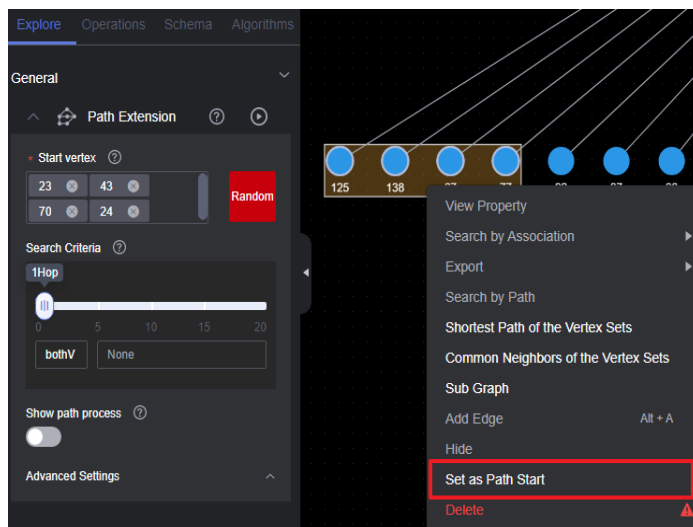 Explore Operations Schema Algorithms
General
Path Extension
* Start vertex
23 43
70 24
Random
Search Criteria
1Hop
0 5 10 15 20
bothV None
Show path process
Advanced Settings
125 138
View Property
Search by Association
Export
Search by Path
Shortest Path of the Vertex Sets
Common Neighbors of the Vertex Sets
Sub Graph
Add Edge Alt + A
Hide
Set as Path Start
Delete